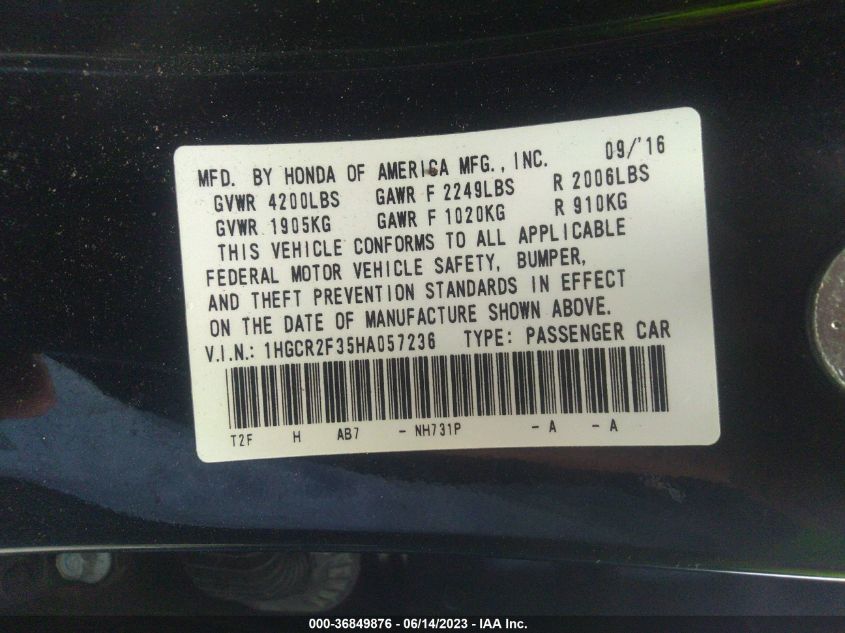 MFD. BY HONDA OF AMERICA MFG., INC. 09/'16
GVWR 4200LBS GAWR F 2249LBS R 2006LBS
GVWR 1905KG GAWR F 1020KG R 910KG
THIS VEHICLE CONFORMS TO ALL APPLICABLE
FEDERAL MOTOR VEHICLE SAFETY, BUMPER,
AND THEFT PREVENTION STANDARDS IN EFFECT
ON THE DATE OF MANUFACTURE SHOWN ABOVE.
V.I.N.: 1HGCR2F35HA057236 TYPE: PASSENGER CAR
T2F H AB7 - NH731P - A - A
000-36849876 - 06/14/2023 - IAA Inc.